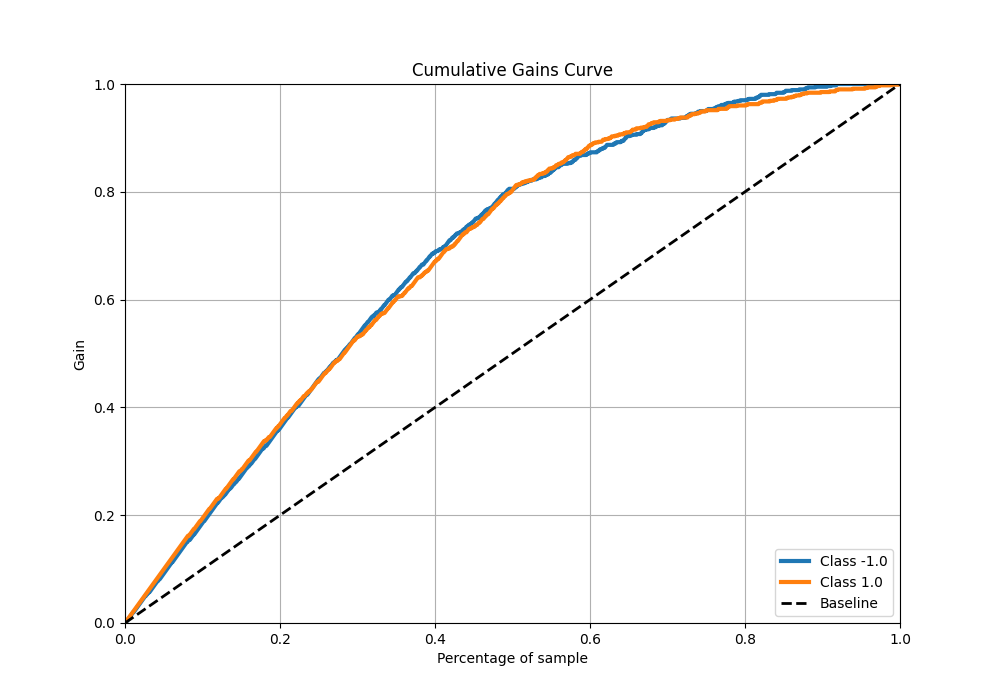 Cumulative Gains Curve
1.0
0.8
0.6
0.4
0.2
0.0
Gain
0.0 0.2 0.4 0.6 0.8 1.0
Percentage of sample
Class -1.0
Class 1.0
Baseline